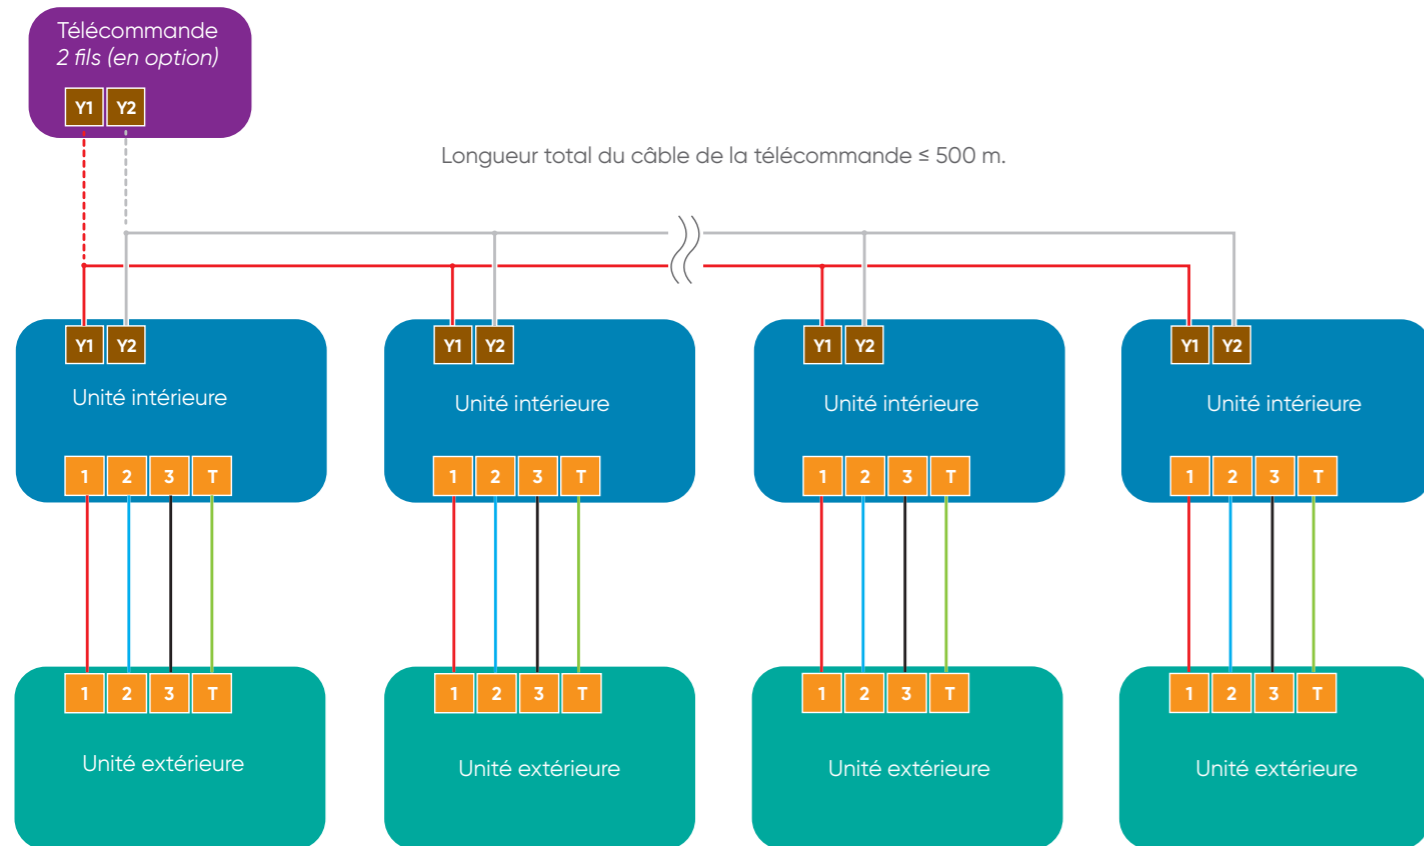 Télécommande
2 fils (en option)
Y1 Y2
Longueur total du câble de la télécommande ≤ 500 m.
Y1 Y2 Y1 Y2 Y1 Y2 Y1 Y2
Unité intérieure Unité intérieure Unité intérieure Unité intérieure
1 2 3 T 1 2 3 T 1 2 3 T 1 2 3 T
1 2 3 T 1 2 3 T 1 2 3 T 1 2 3 T
Unité extérieure Unité extérieure Unité extérieure Unité extérieure